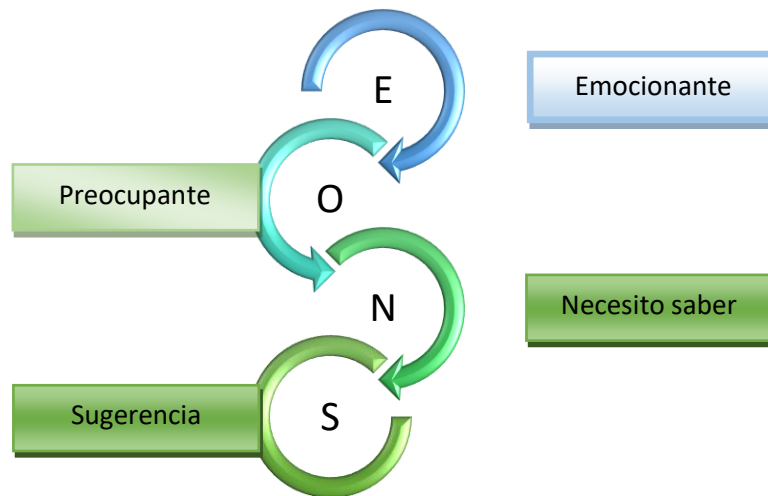 E
Emocionante
Preocupante
O
N
Necesito saber
Sugerencia
S